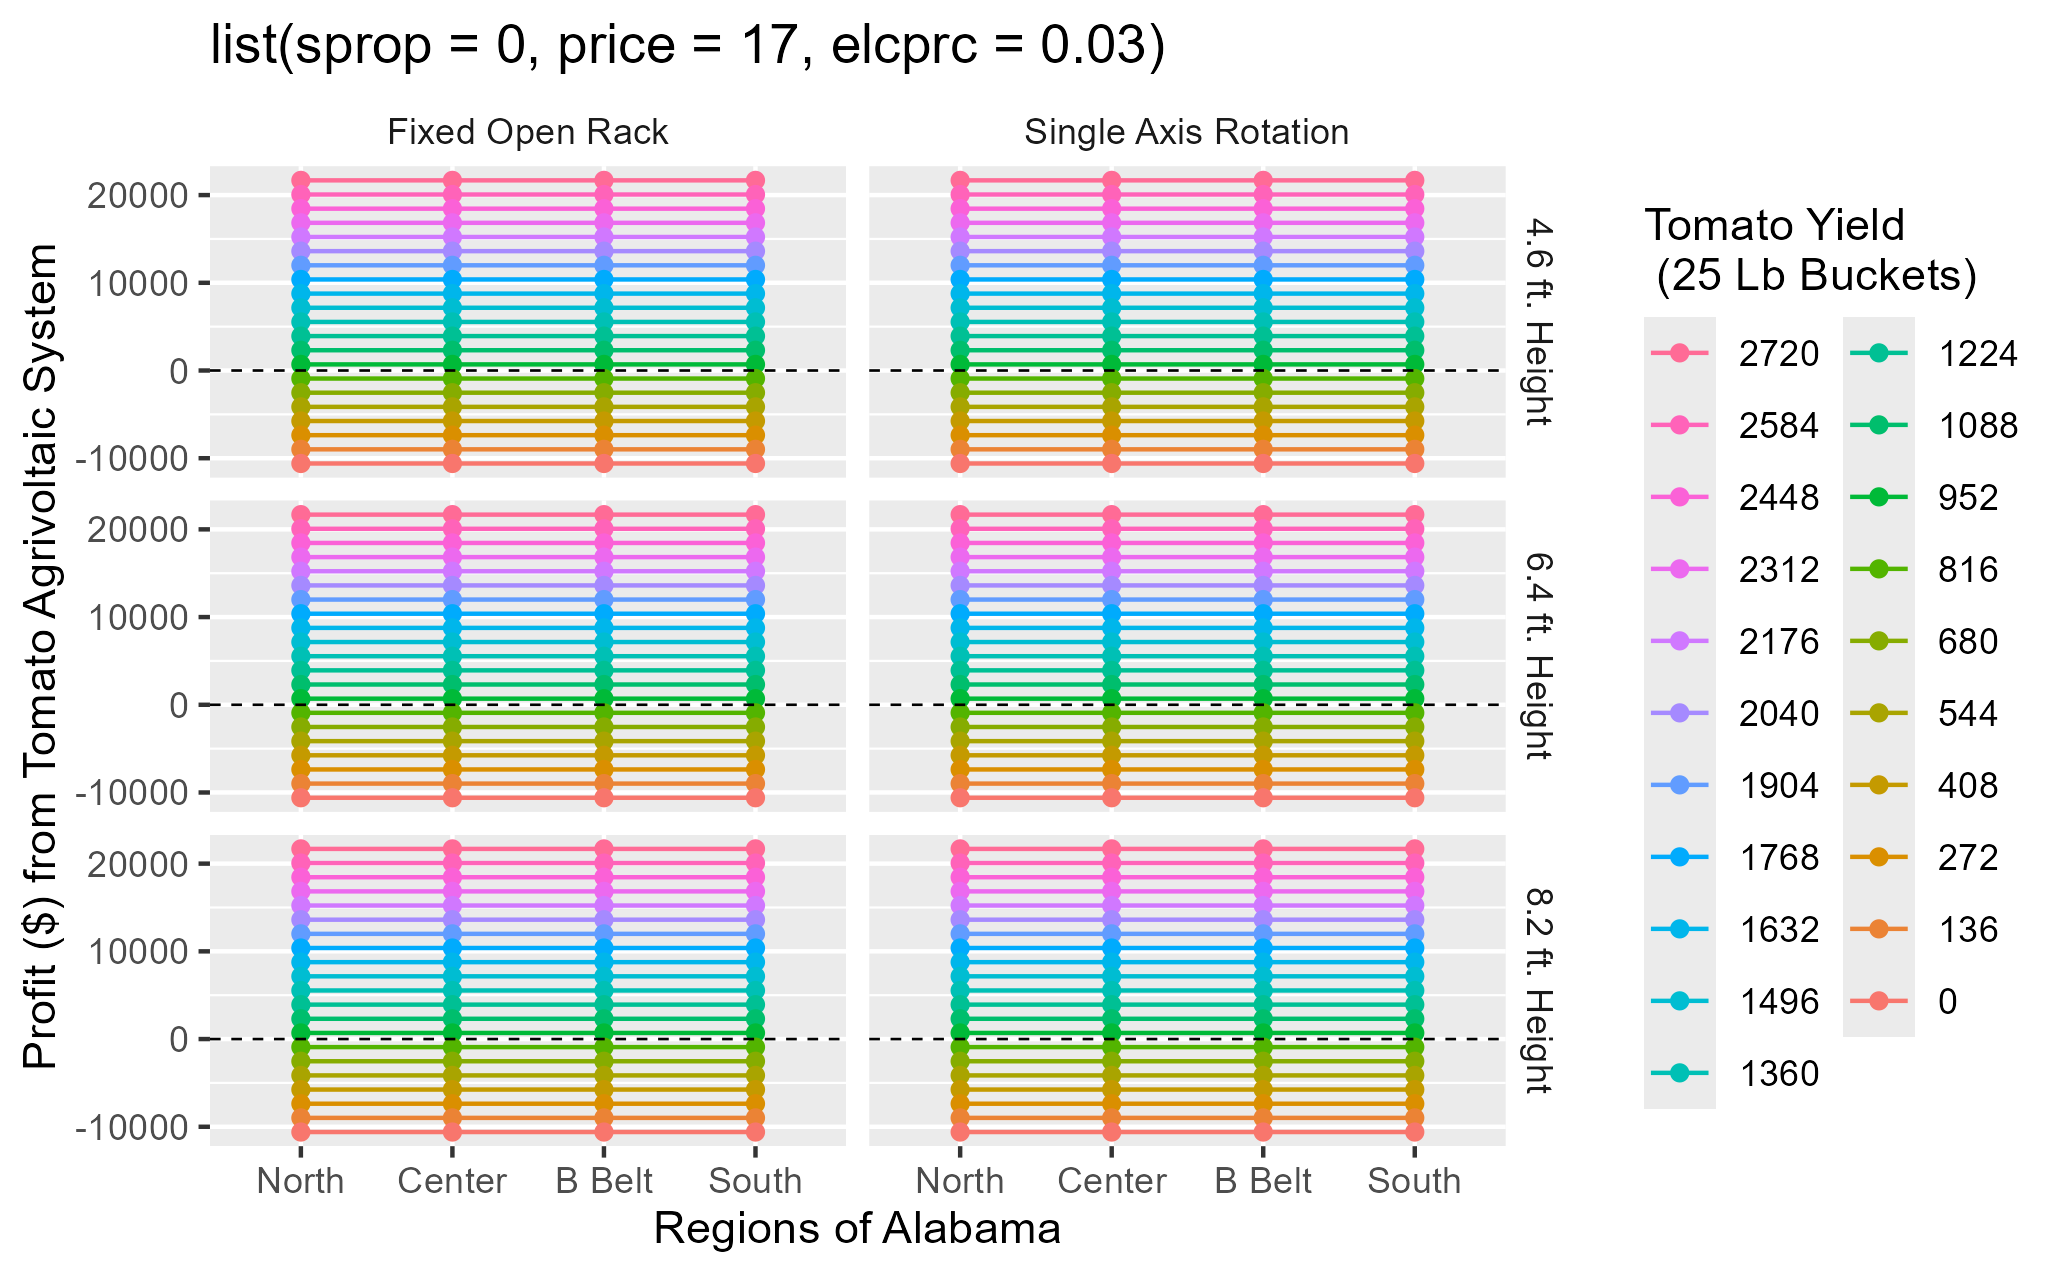 list(sprop = 0, price = 17, elcprc = 0.03)
Fixed Open Rack
Single Axis Rotation
Profit ($) from Tomato Agrivoltaic System
20000
10000
0
-10000
4.6 ft. Height
20000
10000
0
-10000
6.4 ft. Height
20000
10000
0
-10000
8.2 ft. Height
North Center B Belt South
North Center B Belt South
Regions of Alabama
Tomato Yield
(25 Lb Buckets)
2720
2584
2448
2312
2176
2040
1904
1768
1632
1496
1360
1224
1088
952
816
680
544
408
272
136
0